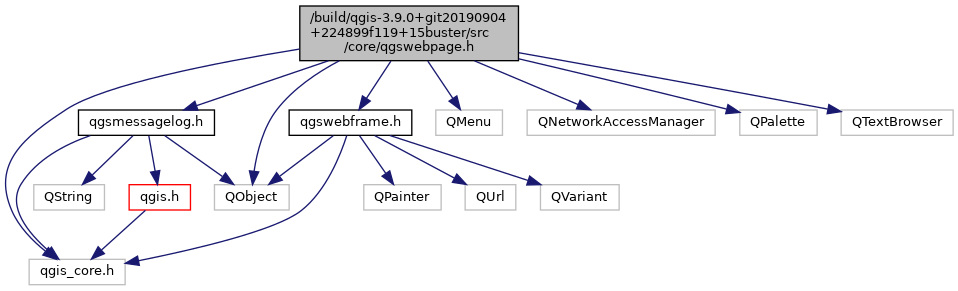 /build/qgis-3.9.0+git20190904
+224899f119+15buster/src
/core/qgswebpage.h
qgsmessagelog.h
qgswebframe.h
QMenu
QNetworkAccessManager
QPalette
QTextBrowser
QString
qgis.h
QObject
QPainter
QUrl
QVariant
qgis_core.h